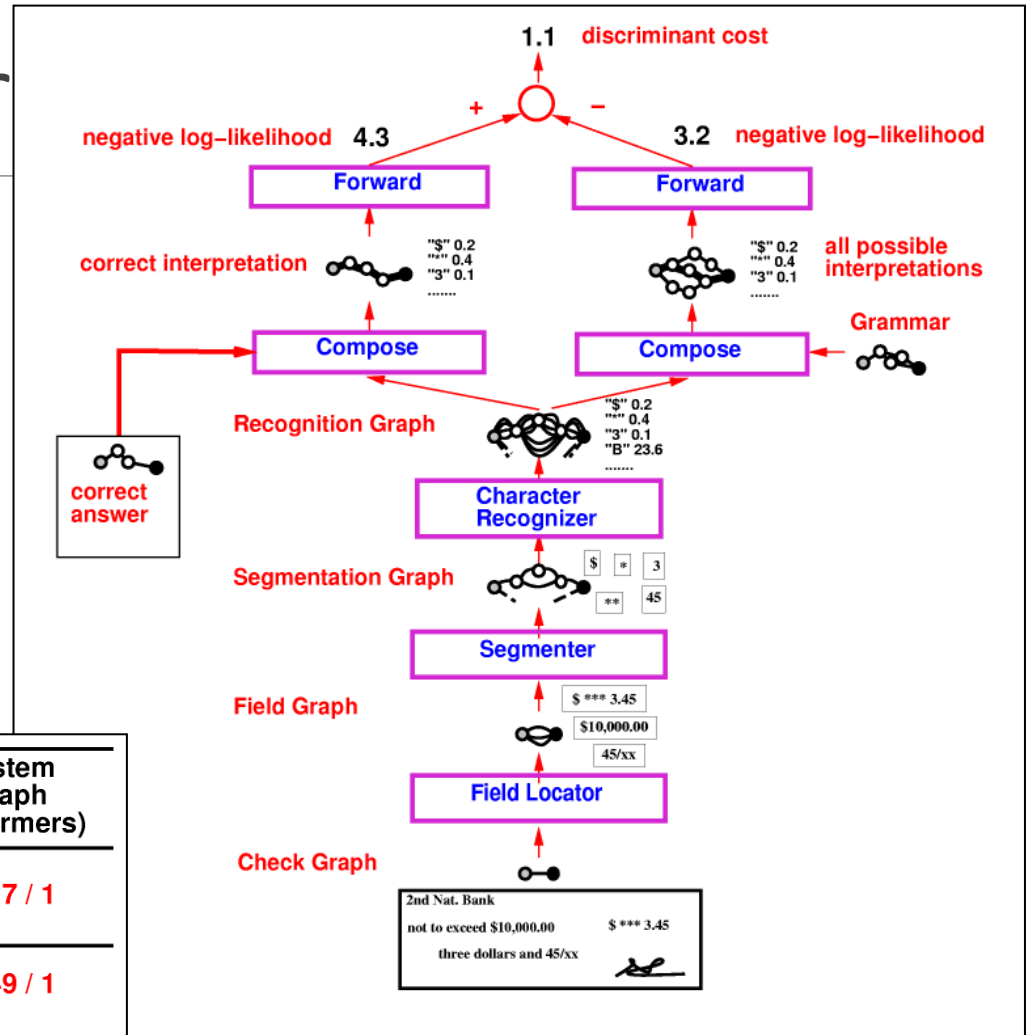 1.1 discriminant cost
+ −
negative log−likelihood 4.3
3.2 negative log−likelihood
Forward
Forward
correct interpretation
"$" 0.2
"*" 0.4
"3" 0.1
.......
"$" 0.2
"*" 0.4
"3" 0.1
.......
all possible
interpretations
Grammar
Compose
Compose
Recognition Graph
"$" 0.2
"*" 0.4
"3" 0.1
"B" 23.6
.......
correct
answer
Character
Recognizer
Segmentation Graph
$ * 3
** 45
Segmenter
Field Graph
$ *** 3.45
$10,000.00
45/xx
Field Locator
Check Graph
2nd Nat. Bank
not to exceed $10,000.00 $ *** 3.45
three dollars and 45/xx
stem
aph
rmers)
7 / 1
9 / 1